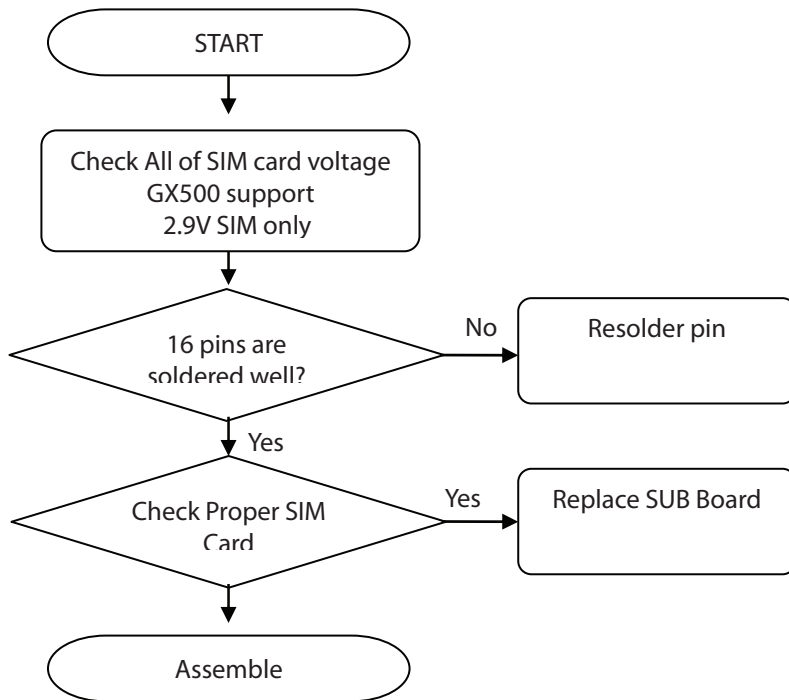 START
Check All of SIM card voltage
GX500 support
2.9V SIM only
16 pins are
soldered well?
No
Resolder pin
Yes
Check Proper SIM
Card
Yes
Replace SUB Board
Assemble